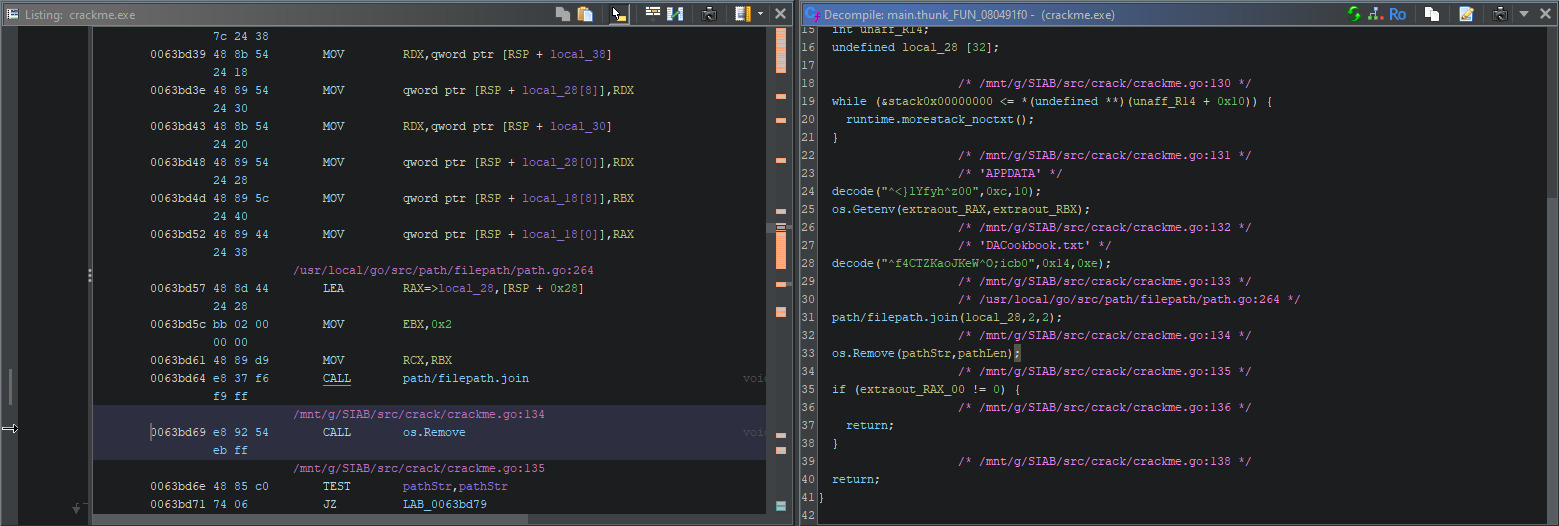 Listing: crackme.exe
7c 24 38
0063bd39 48 8b 54 MOV RDX,qword ptr [RSP + local_38]
24 18
0063bd3e 48 89 54 MOV qword ptr [RSP + local_28[8]],RDX
24 30
0063bd43 48 8b 54 MOV RDX,qword ptr [RSP + local_30]
24 20
0063bd48 48 89 54 MOV qword ptr [RSP + local_28[0]],RDX
24 28
0063bd4d 48 89 5c MOV qword ptr [RSP + local_18[8]],RBX
24 40
0063bd52 48 89 44 MOV qword ptr [RSP + local_18[0]],RAX
24 38
/usr/local/go/src/path/filepath/path.go:264
0063bd57 48 8d 44 LEA RAX=>local_28,[RSP + 0x28]
24 28
0063bd5c bb 02 00 MOV EBX,0x2
00 00
0063bd61 48 89 d9 MOV RCX,RBX
0063bd64 e8 37 f6 CALL path/filepath.join voi
f9 ff
/mnt/g/SIAB/src/crack/crackme.go:134
0063bd69 e8 92 54 CALL os.Remove voi
eb ff
/mnt/g/SIAB/src/crack/crackme.go:135
0063bd6e 48 85 c0 TEST pathStr,pathStr
0063bd71 74 06 JZ LAB_0063bd79
Decompile: main.thunk_FUN_080491f0 - (crackme.exe)
Ro
15 int unaff_R14;
16 undefined local_28 [32];
17
18 /* /mnt/g/SIAB/src/crack/crackme.go:130 */
19 while (&stack0x00000000 <= *(undefined **)(unaff_R14 + 0x10)) {
20 runtime.morestack_noctxt();
21 }
22 /* /mnt/g/SIAB/src/crack/crackme.go:131 */
23 /* 'APPDATA' */
24 decode("^<}lYfyh^z00",0xc,10);
25 os.Getenv(extraout_RAX,extraout_RBX);
26 /* /mnt/g/SIAB/src/crack/crackme.go:132 */
27 /* 'DACookbook.txt' */
28 decode("^f4CTZKaoJKeW^O;icb0",0x14,0xe);
29 /* /mnt/g/SIAB/src/crack/crackme.go:133 */
30 /* /usr/local/go/src/path/filepath/path.go:264 */
31 path/filepath.join(local_28,2,2);
32 /* /mnt/g/SIAB/src/crack/crackme.go:134 */
33 os.Remove(pathStr,pathLen);
34 /* /mnt/g/SIAB/src/crack/crackme.go:135 */
35 if (extraout_RAX_00 != 0) {
36 /* /mnt/g/SIAB/src/crack/crackme.go:136 */
37 return;
38 }
39 /* /mnt/g/SIAB/src/crack/crackme.go:138 */
40 return;
41 }
42